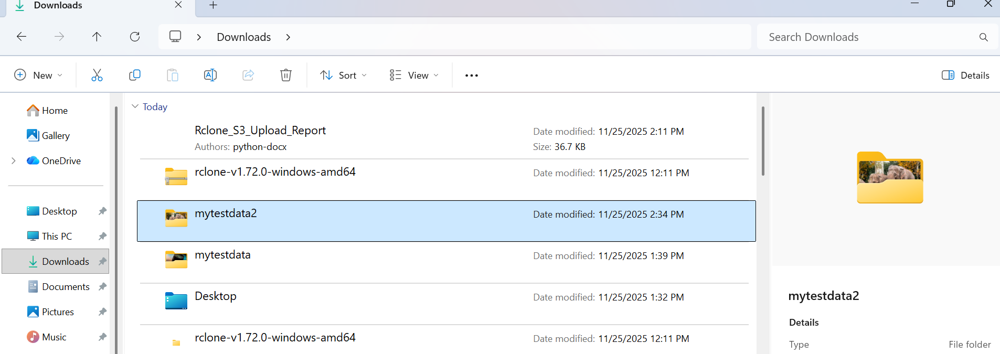 Downloads
Downloads
Search Downloads
New
Sort
View
Details
Home
Gallery
OneDrive
Desktop
This PC
Downloads
Documents
Pictures
Music
Today
Rclone_S3_Upload_Report
Date modified: 11/25/2025 2:11 PM
Authors: python-docx
Size: 36.7 KB
rclone-v1.72.0-windows-amd64
Date modified: 11/25/2025 12:11 PM
mytestdata2
Date modified: 11/25/2025 2:34 PM
mytestdata
Date modified: 11/25/2025 1:39 PM
Desktop
Date modified: 11/25/2025 1:32 PM
rclone-v1.72.0-windows-amd64
Date modified: 11/25/2025 12:11 PM
mytestdata2
Details
Type
File folder